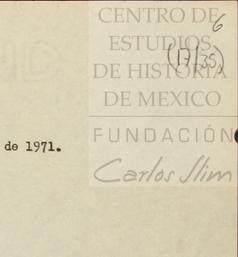 CENTRO DE
6
ESTUDIOS
(17/35)
DE HISTORIA
DE MEXICO
FUNDACIÓN
de 1971.
Carlos Slim